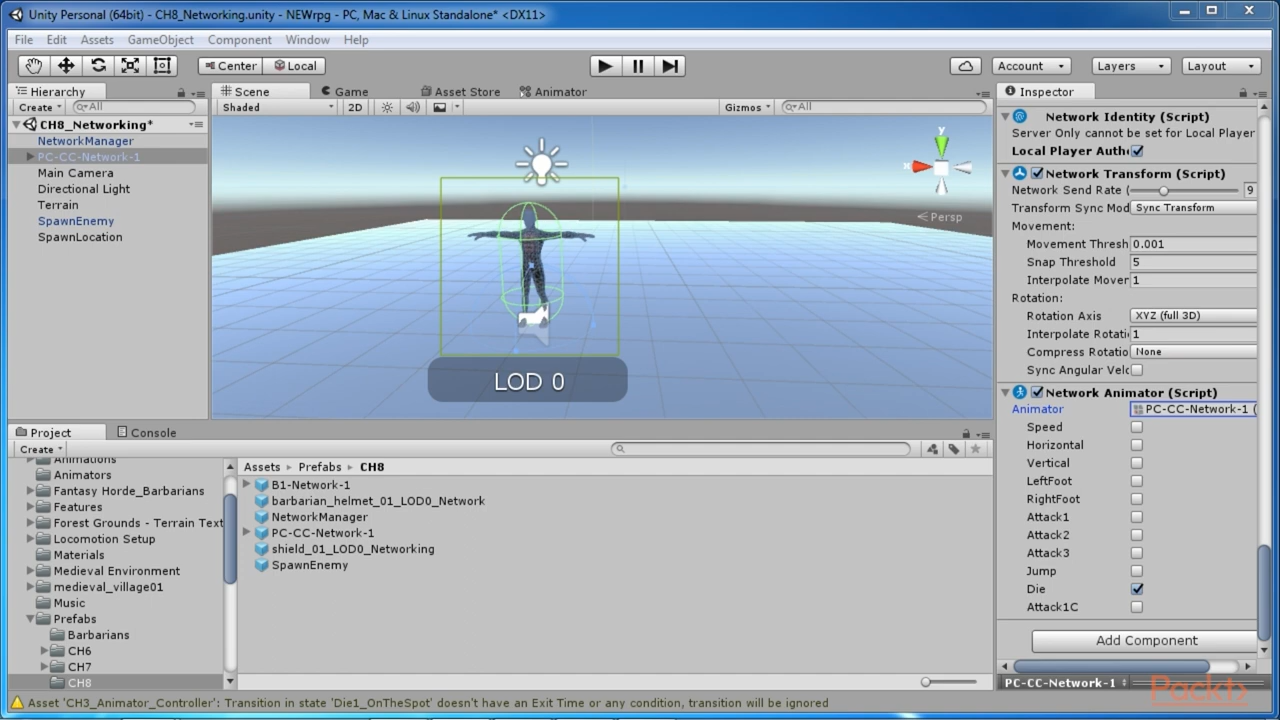 Unity Personal (64bit) - CH8_Networking.unity - NEWrpg - PC, Mac & Linux Standalone* <DX11>
File Edit Assets GameObject Component Window Help
Center Local Account Layers Layout
Hierarchy
Create All
CH8_Networking*
NetworkManager
PC-CC-Network-1
Main Camera
Directional Light
Terrain
SpawnEnemy
SpawnLocation
Scene Game Asset Store Animator
Shaded 2D Gizmos All
y
x
Persp
LOD 0
Inspector
Network Identity (Script)
Server Only cannot be set for Local Player
Local Player Autho
Network Transform (Script)
Network Send Rate ( 9
Transform Sync Mod Sync Transform
Movement:
Movement Thresh 0.001
Snap Threshold 5
Interpolate Mover 1
Rotation:
Rotation Axis XYZ (full 3D)
Interpolate Rotati 1
Compress Rotatio None
Sync Angular Velc
Network Animator (Script)
Animator PC-CC-Network-1 (
Speed
Horizontal
Vertical
LeftFoot
RightFoot
Attack1
Attack2
Attack3
Jump
Die
Attack1C
Add Component
PC-CC-Network-1
Packt>
Project Console
Create
Animations
Animators
Fantasy Horde_Barbarians
Features
Forest Grounds - Terrain Text
Locomotion Setup
Materials
Medieval Environment
medieval_village01
Music
Prefabs
Barbarians
CH6
CH7
CH8
Assets Prefabs CH8
B1-Network-1
barbarian_helmet_01_LOD0_Network
NetworkManager
PC-CC-Network-1
shield_01_LOD0_Networking
SpawnEnemy
Asset 'CH3_Animator_Controller': Transition in state 'Die1_OnTheSpot' doesn't have an Exit Time or any condition, transition will be ignored